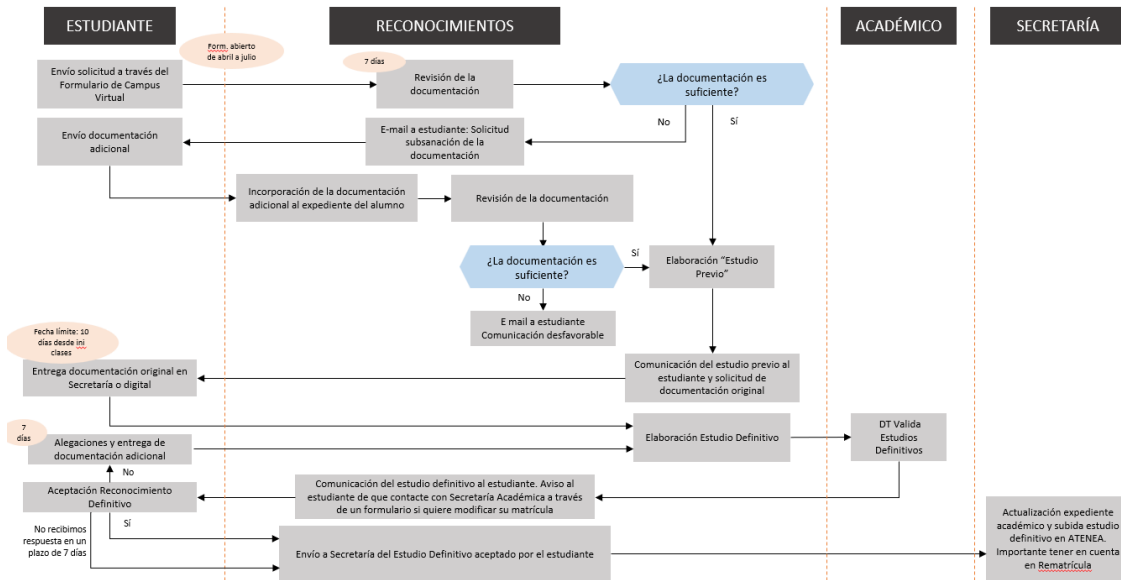 ESTUDIANTE
RECONOCIMIENTOS
ACADÉMICO
SECRETARÍA
Form. abierto
de abril a julio
Envío solicitud a través del
Formulario de Campus
Virtual
7 días
Revisión de la
documentación
¿La documentación es
suficiente?
No
Sí
Envío documentación
adicional
E-mail a estudiante: Solicitud
subsanación de la
documentación
Incorporación de la documentación
adicional al expediente del alumno
Revisión de la documentación
¿La documentación es
suficiente?
Sí
Elaboración “Estudio
Previo”
No
E mail a estudiante
Comunicación desfavorable
Fecha límite: 10
días desde ini
clases
Entrega documentación original en
Secretaría o digital
Comunicación del estudio previo al
estudiante y solicitud de
documentación original
7
días
Alegaciones y entrega de
documentación adicional
Elaboración Estudio Definitivo
DT Valida
Estudios
Definitivos
No
Aceptación Reconocimiento
Definitivo
Comunicación del estudio definitivo al estudiante. Aviso al
estudiante de que contacte con Secretaría Académica a través
de un formulario si quiere modificar su matrícula
Sí
No recibimos
respuesta en un
plazo de 7 días
Envío a Secretaría del Estudio Definitivo aceptado por el estudiante
Actualización expediente
académico y subida estudio
definitivo en ATENEA.
Importante tener en cuenta
en Rematrícula